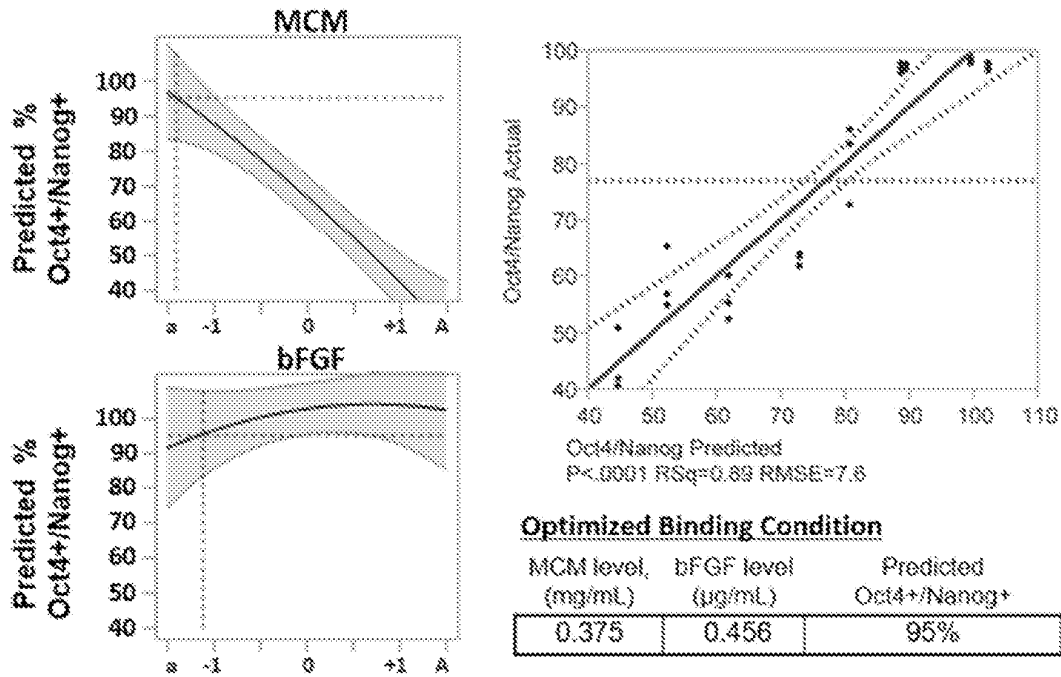 MCM
Predicted %
Oct4+/Nanog+
100
90
80
70
60
50
40
a -1 0 +1 A
bFGF
Predicted %
Oct4+/Nanog+
100
90
80
70
60
50
40
a -1 0 +1 A
Oct4/Nanog Actual
100
90
80
70
60
50
40
40 50 60 70 80 90 100 110
Oct4/Nanog Predicted
P<.0001 RSq=0.89 RMSE=7.6
Optimized Binding Condition
MCM level, bFGF level Predicted
(mg/mL) (µg/mL) Oct4+/Nanog+
0.375 0.456 95%